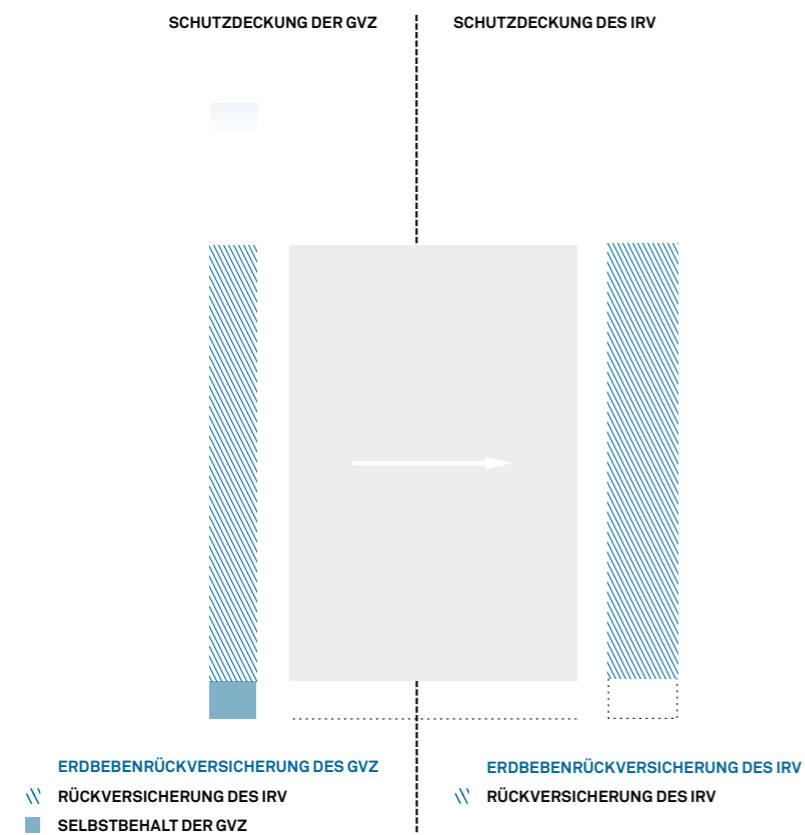 SCHUTZDECKUNG DER GVZ
SCHUTZDECKUNG DES IRV
ERDBEBENRÜCKVERSICHERUNG DES GVZ
RÜCKVERSICHERUNG DES IRV
SELBSTBEHALT DER GVZ
ERDBEBENRÜCKVERSICHERUNG DES IRV
RÜCKVERSICHERUNG DES IRV